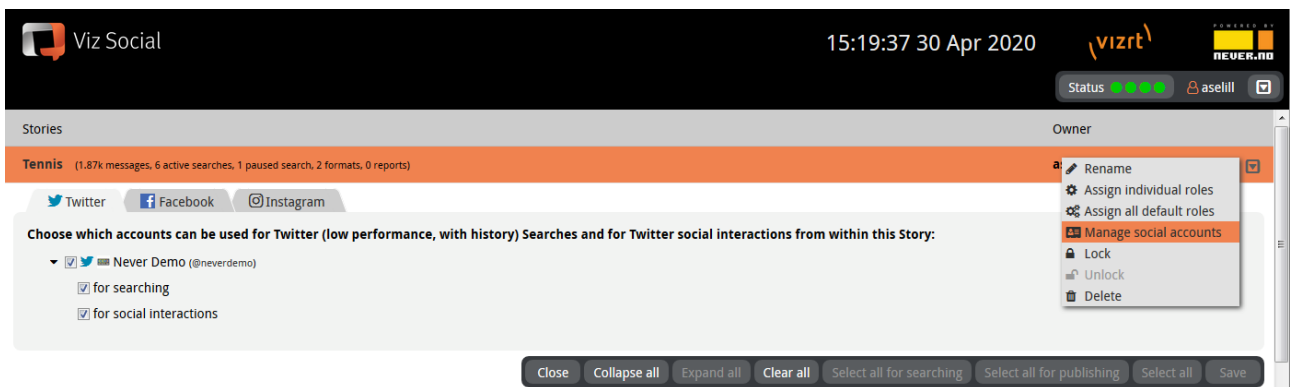 Viz Social
15:19:37 30 Apr 2020
vizrt
POWERED BY
NEVER.NO
Status
aselill
Stories
Owner
Tennis (1.87k messages, 6 active searches, 1 paused search, 2 formats, 0 reports)
Rename
Assign individual roles
Assign all default roles
Manage social accounts
Lock
Unlock
Delete
Twitter
Facebook
Instagram
Choose which accounts can be used for Twitter (low performance, with history) Searches and for Twitter social interactions from within this Story:
Never Demo (@neverdemo)
for searching
for social interactions
Close
Collapse all
Expand all
Clear all
Select all for searching
Select all for publishing
Select all
Save